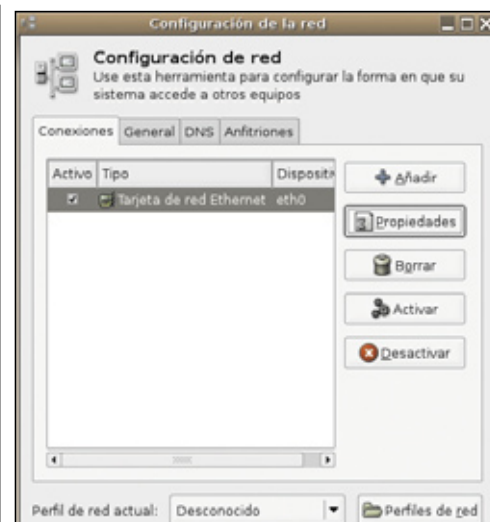 Configuración de la red
Configuración de red
Use esta herramienta para configurar la forma en que su
sistema accede a otros equipos
Conexiones General DNS Anfitriones
Activo Tipo Dispositiv
Tarjeta de red Ethernet eth0
Añadir
Propiedades
Borrar
Activar
Desactivar
Perfil de red actual: Desconocido Perfiles de red